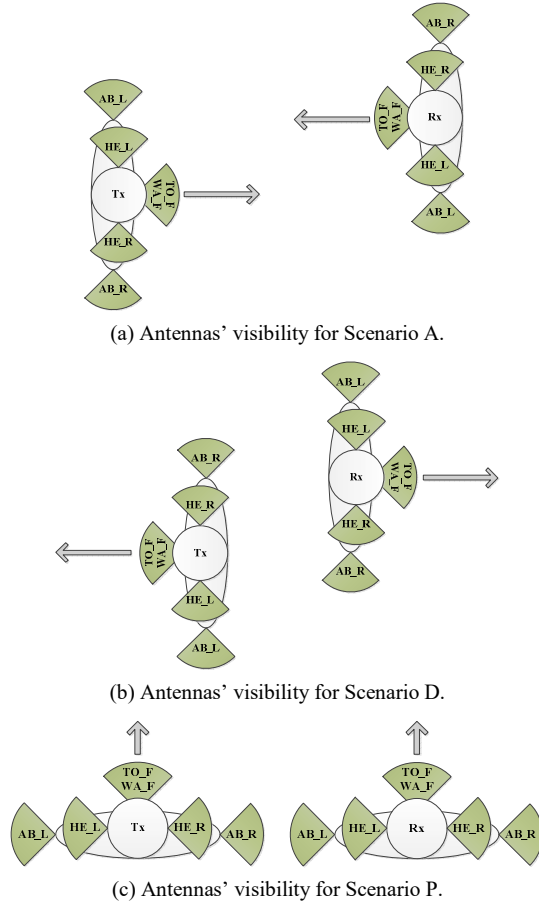 AB_R
HE_R
TO_F
WA_F
Rx
HE_L
AB_L
AB_L
HE_L
Tx
TO_F
WA_F
HE_R
AB_R
(a) Antennas’ visibility for Scenario A.
AB_L
HE_L
Rx
TO_F
WA_F
HE_R
AB_R
AB_R
HE_R
TO_F
WA_F
Tx
HE_L
AB_L
(b) Antennas’ visibility for Scenario D.
TO_F
WA_F
AB_L
HE_L
Tx
HE_R
AB_R
TO_F
WA_F
AB_L
HE_L
Rx
HE_R
AB_R
(c) Antennas’ visibility for Scenario P.